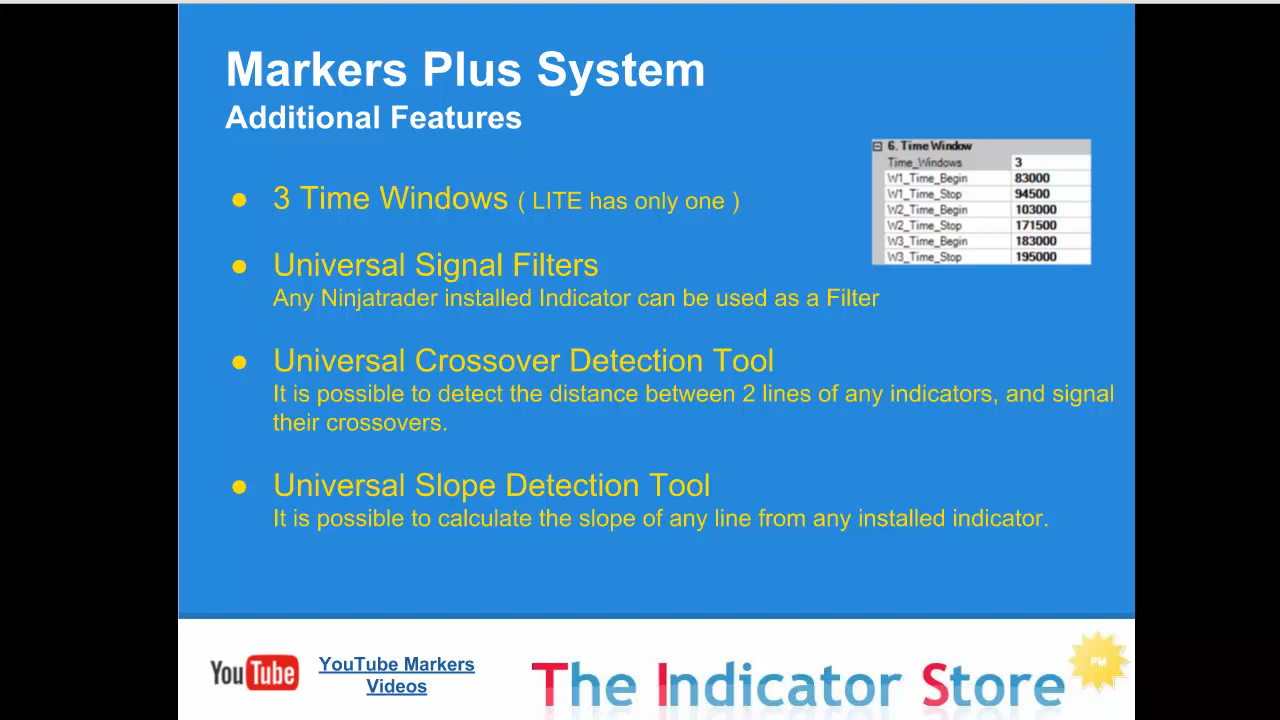 Markers Plus System
Additional Features
6. Time Window
Time_Windows 3
W1_Time_Begin 83000
W1_Time_Stop 94500
W2_Time_Begin 103000
W2_Time_Stop 171500
W3_Time_Begin 183000
W3_Time_Stop 195000
● 3 Time Windows ( LITE has only one )
● Universal Signal Filters
Any Ninjatrader installed Indicator can be used as a Filter
● Universal Crossover Detection Tool
It is possible to detect the distance between 2 lines of any indicators, and signal
their crossovers.
● Universal Slope Detection Tool
It is possible to calculate the slope of any line from any installed indicator.
YouTube
YouTube Markers
Videos
The Indicator Store
PM